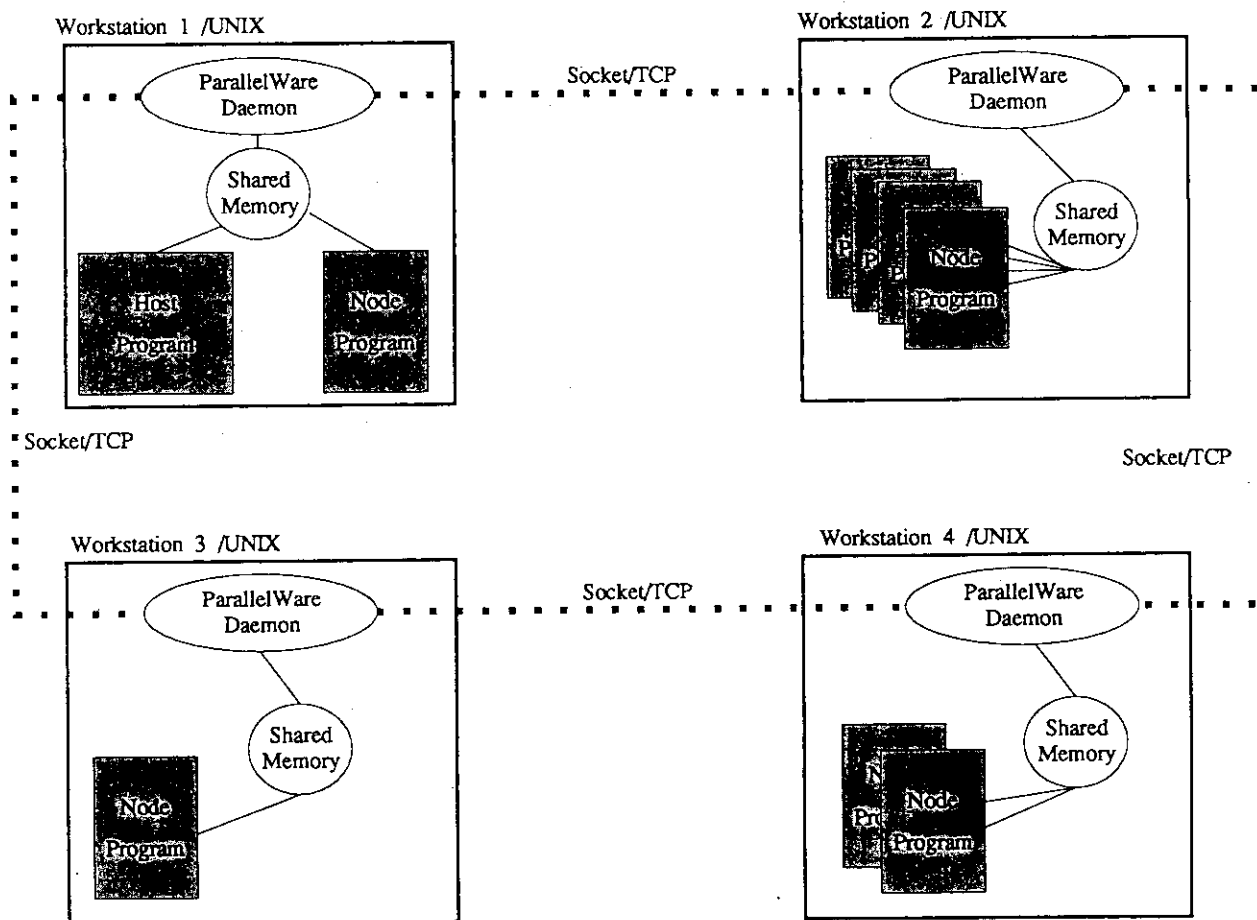 Workstation 1 /UNIX
ParallelWare
Daemon
Shared
Memory
Host
Program
Node
Program
Socket/TCP
Workstation 2 /UNIX
ParallelWare
Daemon
Shared
Memory
Node
Program
Socket/TCP
Socket/TCP
Workstation 3 /UNIX
ParallelWare
Daemon
Shared
Memory
Node
Program
Socket/TCP
Workstation 4 /UNIX
ParallelWare
Daemon
Shared
Memory
Node
Program